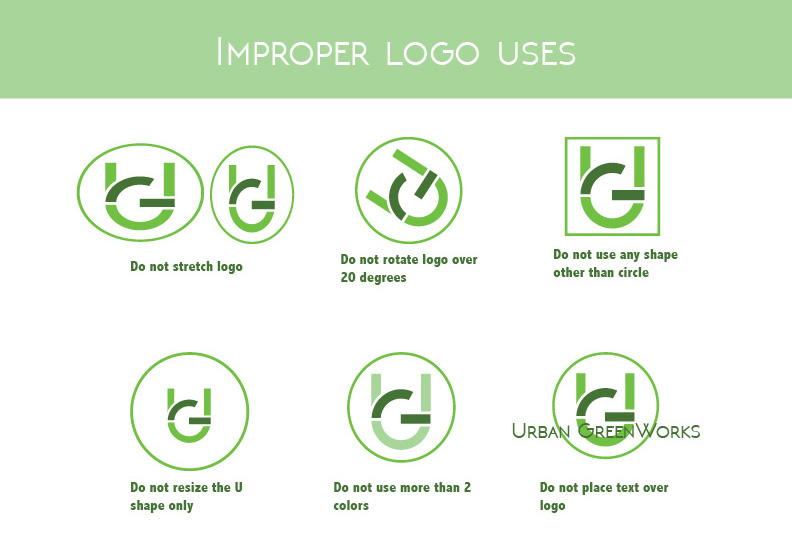 IMPROPER LOGO USES
Do not stretch logo
Do not rotate logo over
20 degrees
Do not use any shape
other than circle
Do not resize the U
shape only
Do not use more than 2
colors
URBAN GREENWORKS
Do not place text over
logo